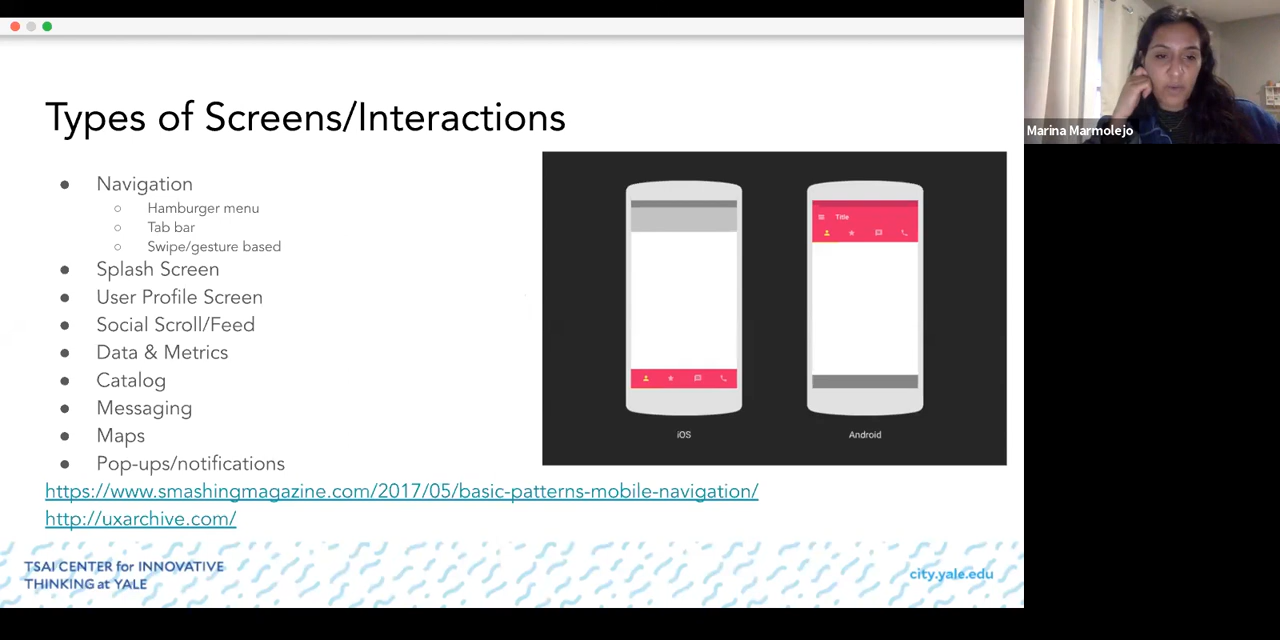 Types of Screens/Interactions
Navigation
Hamburger menu
Tab bar
Swipe/gesture based
Splash Screen
User Profile Screen
Social Scroll/Feed
Data & Metrics
Catalog
Messaging
Maps
Pop-ups/notifications
https://www.smashingmagazine.com/2017/05/basic-patterns-mobile-navigation/
http://uxarchive.com/
Title
iOS
Android
TSAI CENTER for INNOVATIVE
THINKING at YALE
city.yale.edu
Marina Marmolejo